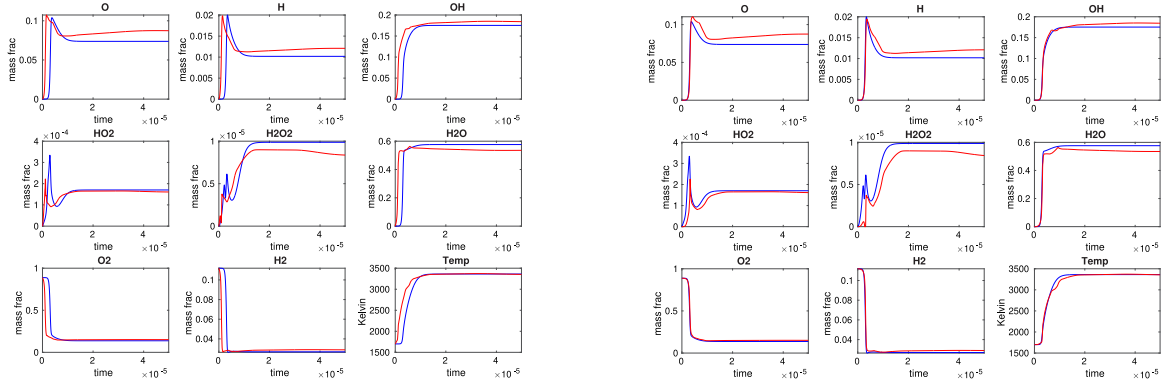 O H OH O H OH
mass frac 0.1 0.05 0 0 2 4 time ×10 -5
mass frac 0.02 0.015 0.01 0.005 0 0 2 4 time ×10 -5
mass frac 0.2 0.15 0.1 0.05 0 0 2 4 time ×10 -5
mass frac 0.1 0.05 0 0 2 4 time ×10 -5
mass frac 0.02 0.015 0.01 0.005 0 0 2 4 time ×10 -5
mass frac 0.2 0.15 0.1 0.05 0 0 2 4 time ×10 -5
HO2 H2O2 H2O HO2 H2O2 H2O
mass frac 4 ×10 -4 3 2 1 0 0 2 4 time ×10 -5
mass frac 1 ×10 -5 0.5 0 0 2 4 time ×10 -5
mass frac 0.6 0.4 0.2 0 0 2 4 time ×10 -5
mass frac 4 ×10 -4 3 2 1 0 0 2 4 time ×10 -5
mass frac 1 ×10 -5 0.5 0 0 2 4 time ×10 -5
mass frac 0.6 0.4 0.2 0 0 2 4 time ×10 -5
O2 H2 Temp O2 H2 Temp
mass frac 1 0.5 0 0 2 4 time ×10 -5
mass frac 0.1 0.08 0.06 0.04 0 2 4 time ×10 -5
Kelvin 3500 3000 2500 2000 1500 0 2 4 time ×10 -5
mass frac 1 0.5 0 0 2 4 time ×10 -5
mass frac 0.1 0.08 0.06 0.04 0 2 4 time ×10 -5
Kelvin 3500 3000 2500 2000 1500 0 2 4 time ×10 -5